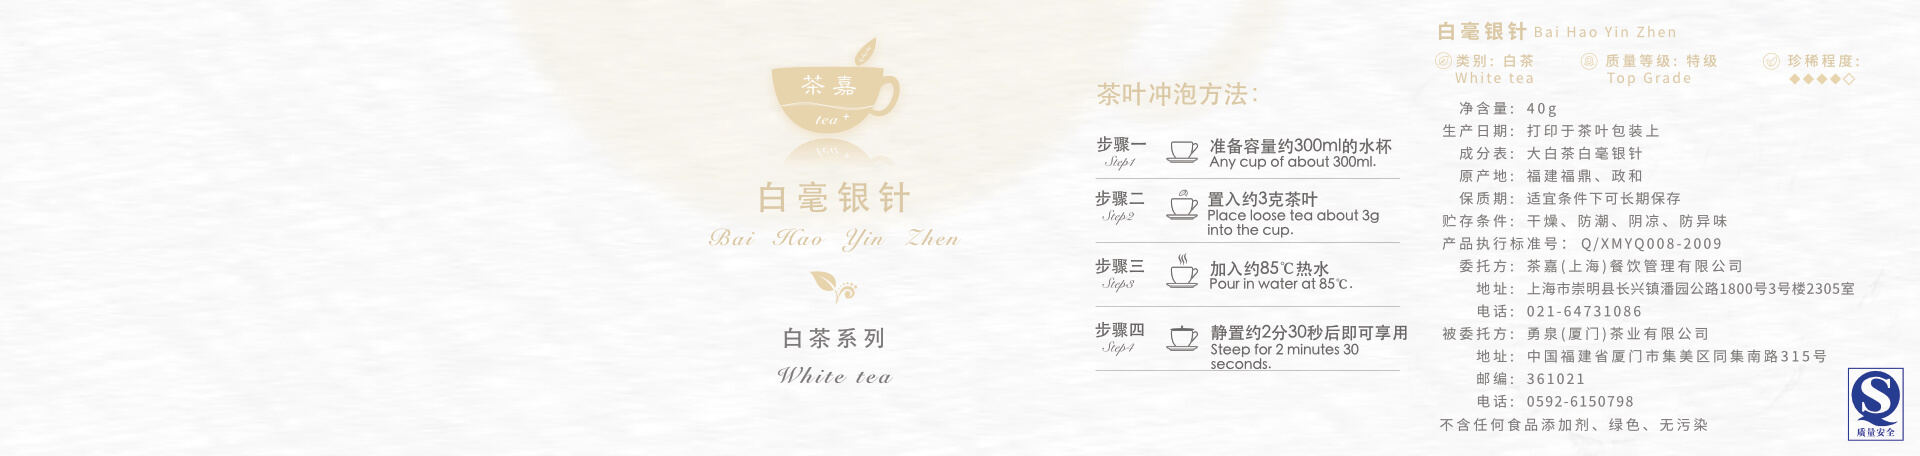 茶 嘉
tea+
白毫银针
Bai Hao Yin Zhen
白茶系列
White tea
茶叶冲泡方法：
步骤一
Step1
准备容量约300ml的水杯
Any cup of about 300ml.
步骤二
Step2
置入约3克茶叶
Place loose tea about 3g
into the cup.
步骤三
Step3
加入约85℃热水
Pour in water at 85℃.
步骤四
Step4
静置约2分30秒后即可享用
Steep for 2 minutes 30
seconds.
白毫银针 Bai Hao Yin Zhen
类别: 白茶
White tea
质量等级: 特级
Top Grade
珍稀程度:
◆◆◆◆◇
净含量: 40g
生产日期: 打印于茶叶包装上
成分表: 大白茶白毫银针
原产地: 福建福鼎、政和
保质期: 适宜条件下可长期保存
贮存条件: 干燥、防潮、阴凉、防异味
产品执行标准号: Q/XMYQ008-2009
委托方: 茶嘉(上海)餐饮管理有限公司
地址: 上海市崇明县长兴镇潘园公路1800号3号楼2305室
电话: 021-64731086
被委托方: 勇泉(厦门)茶业有限公司
地址: 中国福建省厦门市集美区同集南路315号
邮编: 361021
电话: 0592-6150798
不含任何食品添加剂、绿色、无污染
质量安全